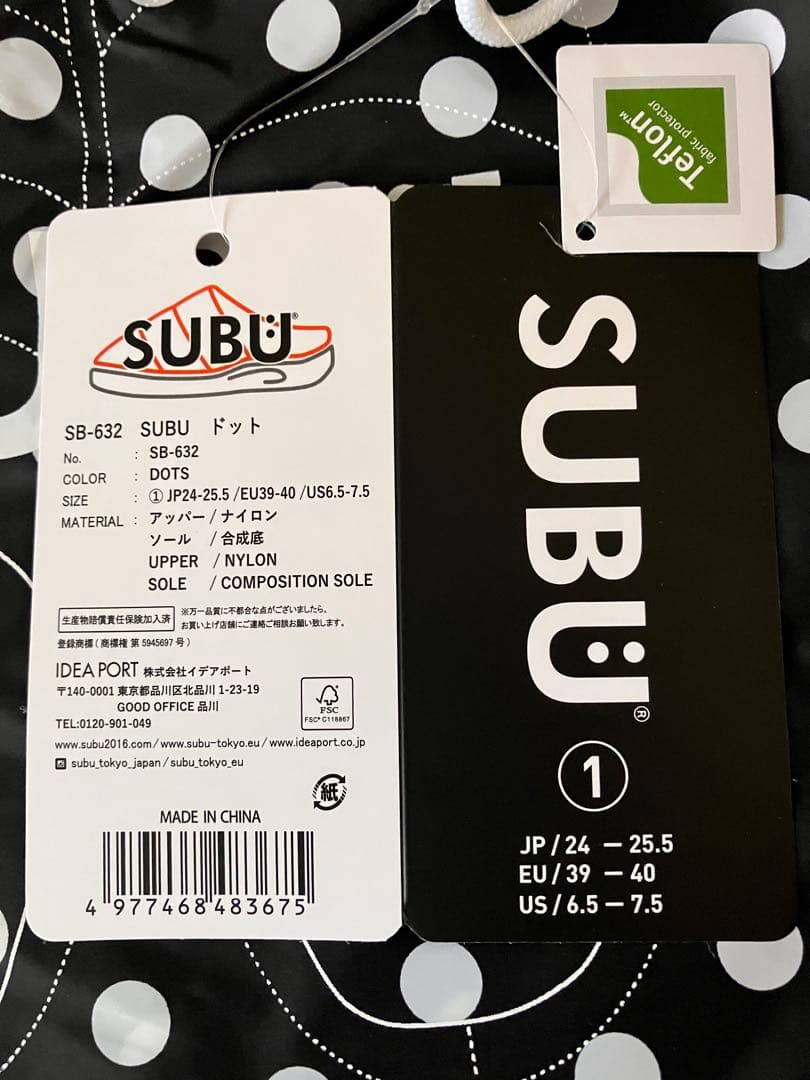 SUBU®
SB-632 SUBU ドット
No. : SB-632
COLOR : DOTS
SIZE : ① JP24-25.5 /EU39-40 /US6.5-7.5
MATERIAL : アッパー / ナイロン
ソール / 合成底
UPPER / NYLON
SOLE / COMPOSITION SOLE
生産物賠償責任保険加入済
※万一品質に不都合な点がございましたら、
お買い上げ店舗にご連絡ご相談お願い致します。
登録商標 ( 商標権 第 5945697 号 )
IDEA PORT 株式会社イデアポート
〒140-0001 東京都品川区北品川 1-23-19
GOOD OFFICE 品川
TEL:0120-901-049
FSC
FSC® C118867
www.subu2016.com / www.subu-tokyo.eu / www.ideaport.co.jp
subu_tokyo_japan / subu_tokyo_eu
紙
MADE IN CHINA
4 977468 483675
Teflon™
fabric protector
SUBU®
①
JP / 24 — 25.5
EU / 39 — 40
US / 6.5 — 7.5